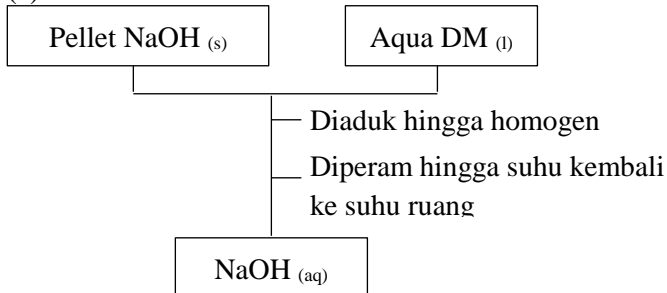 Pellet NaOH (s)
Aqua DM (l)
Diaduk hingga homogen
Diperam hingga suhu kembali
ke suhu ruang
NaOH (aq)